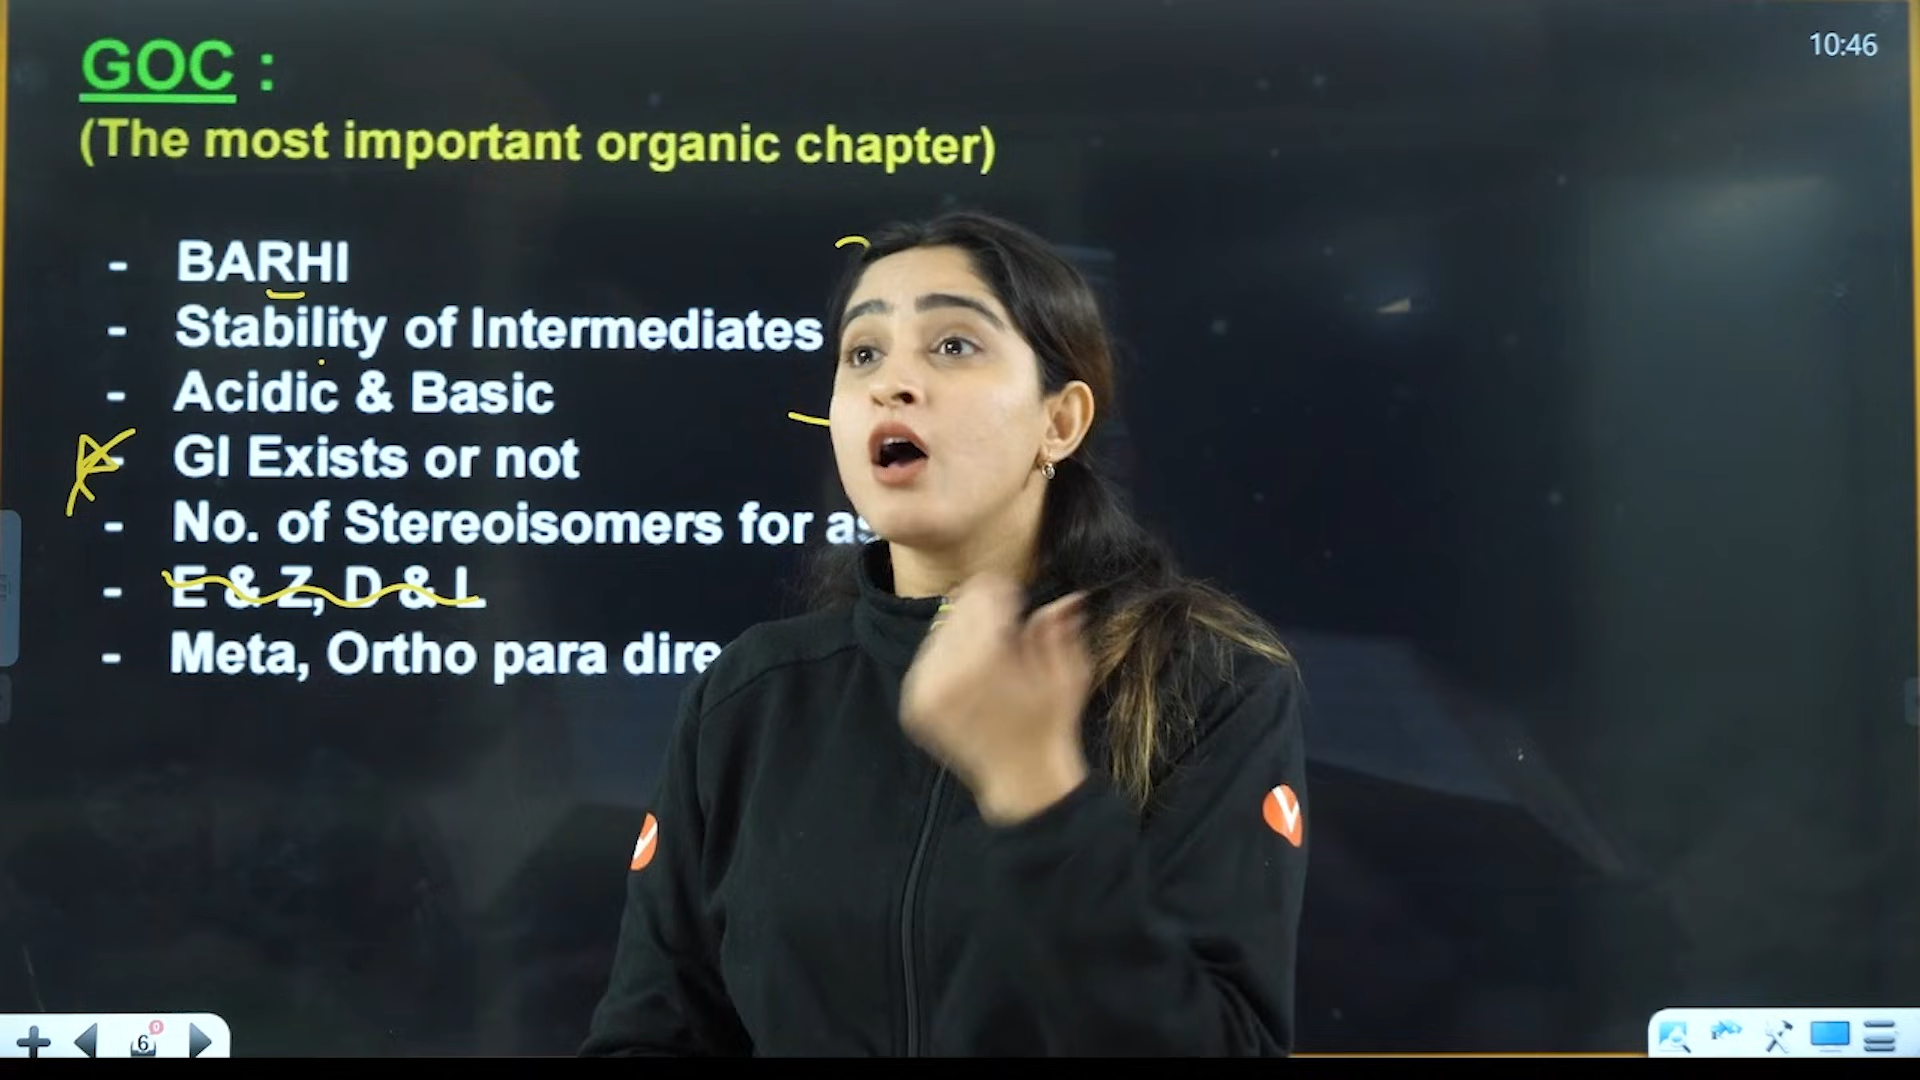 GOC :
10:46
(The most important organic chapter)
- BARHI
- Stability of Intermediates
- Acidic & Basic
- GI Exists or not
- No. of Stereoisomers for
- E & Z, D & L
- Meta, Ortho para
6
0